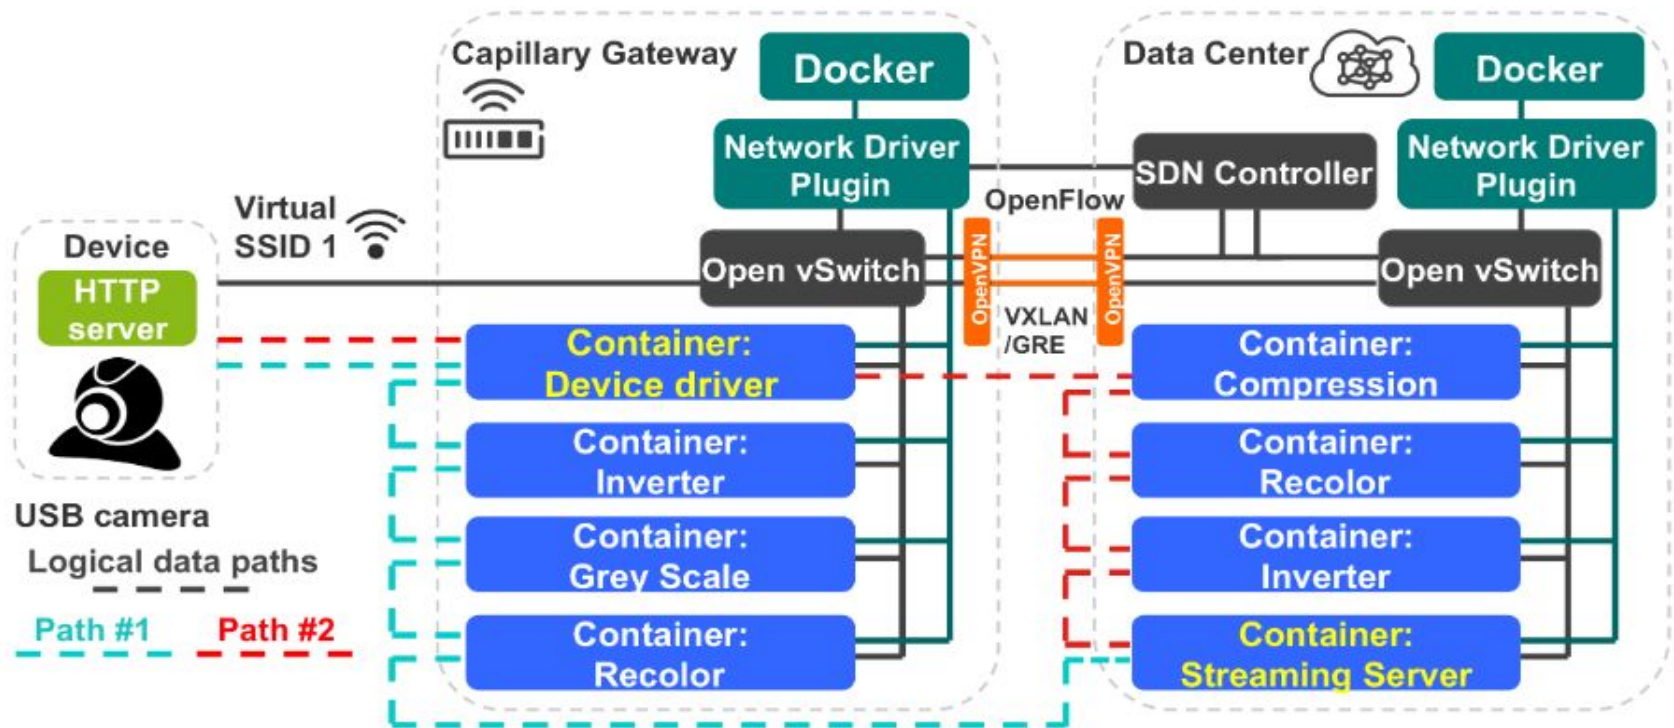 Capillary Gateway
Docker
Network Driver
Plugin
Open vSwitch
Container:
Device driver
Container:
Inverter
Container:
Grey Scale
Container:
Recolor
Virtual
SSID 1
Device
HTTP
server
USB camera
Logical data paths
Path #1
Path #2
OpenFlow
OpenVPN
OpenVPN
VXLAN
/GRE
Data Center
Docker
SDN Controller
Network Driver
Plugin
Open vSwitch
Container:
Compression
Container:
Recolor
Container:
Inverter
Container:
Streaming Server